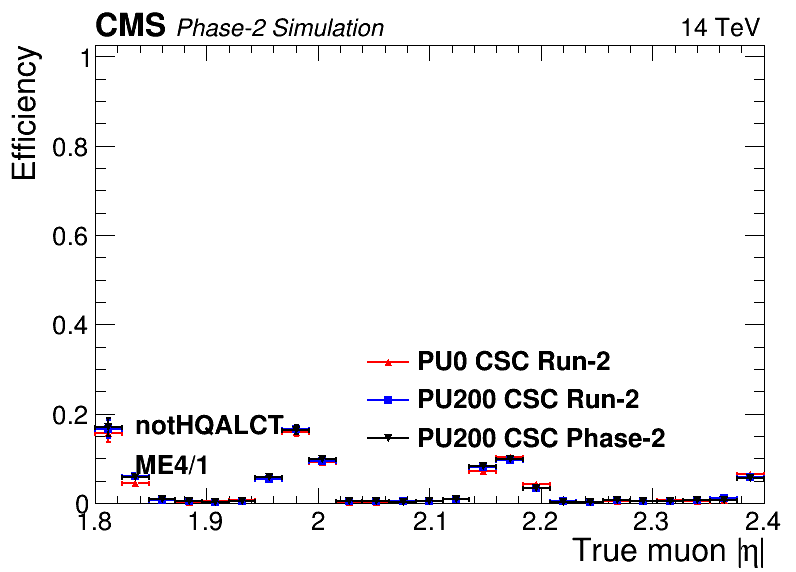 CMS Phase-2 Simulation 14 TeV
Efficiency
1
0.8
0.6
0.4
0.2
0
PU0 CSC Run-2
PU200 CSC Run-2
PU200 CSC Phase-2
notHQALCT
ME4/1
1.8 1.9 2 2.1 2.2 2.3 2.4
True muon |η|